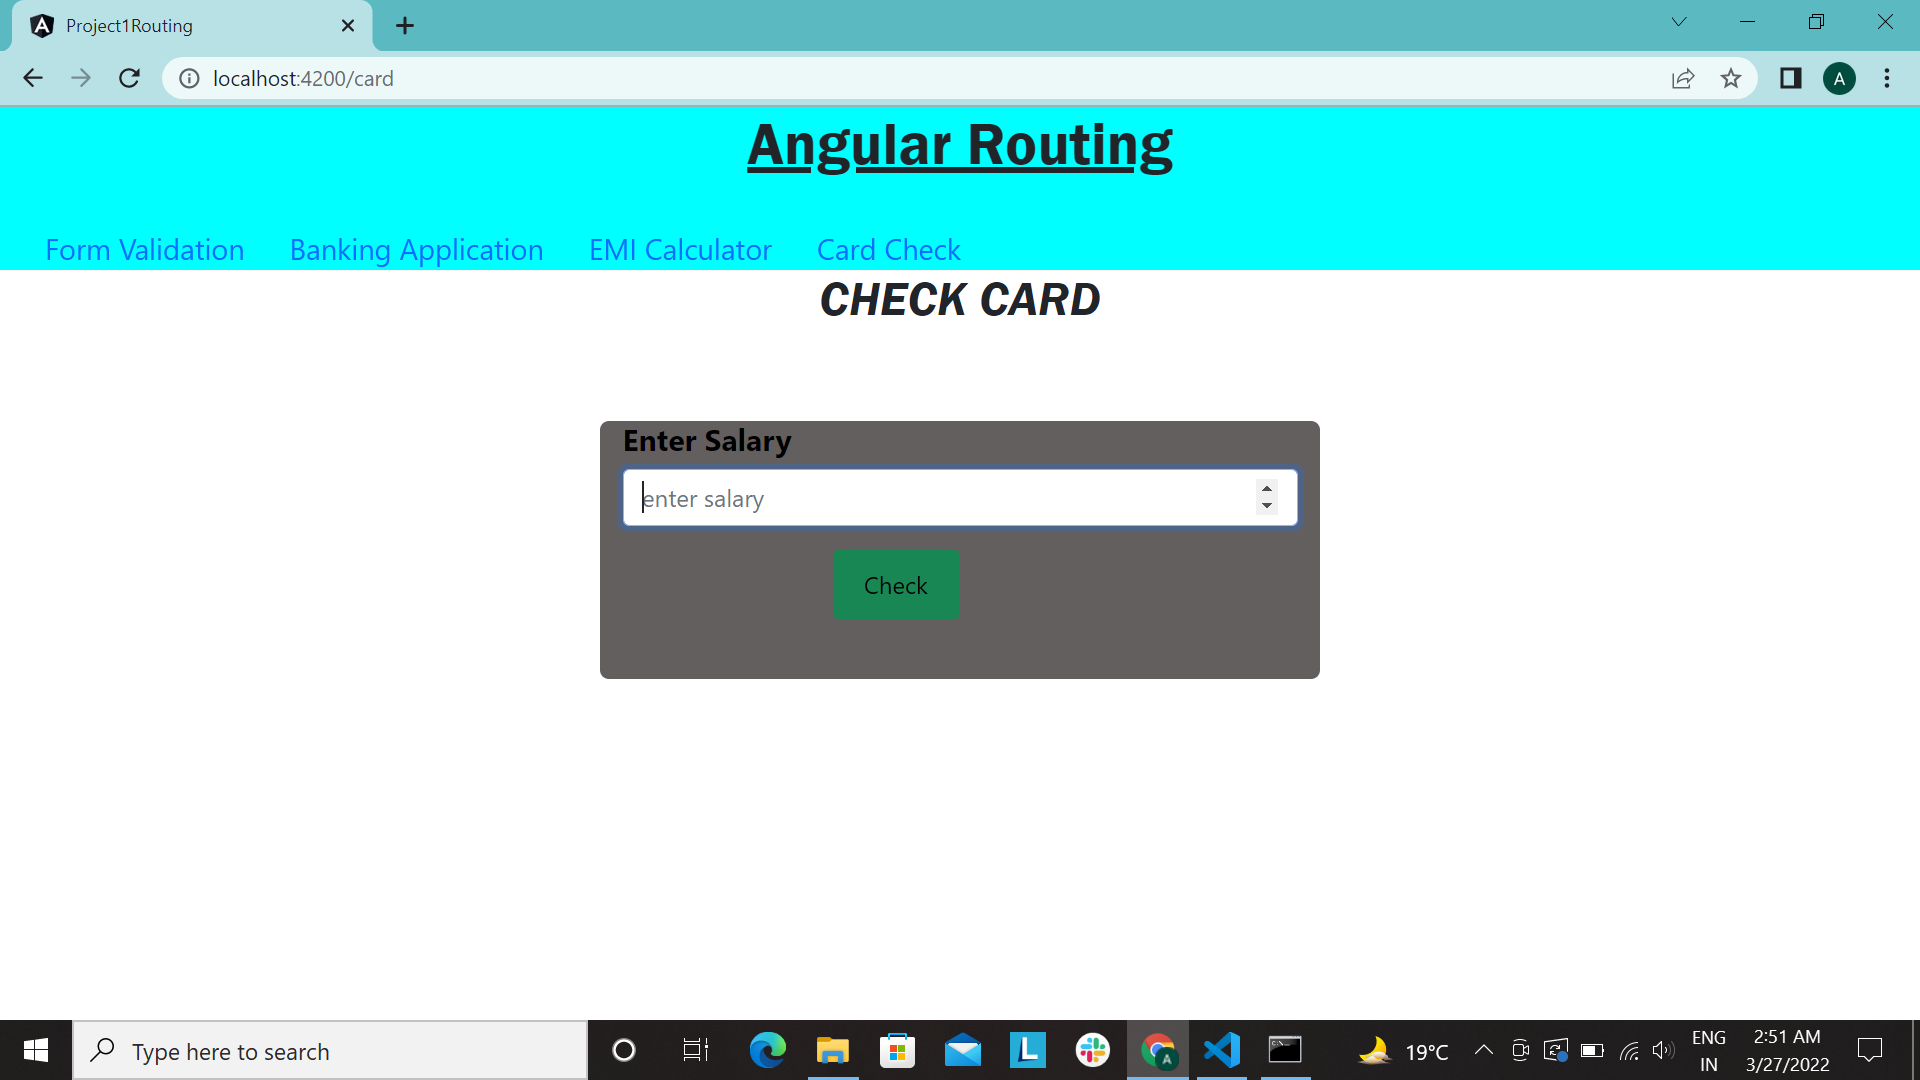 Project1Routing
localhost:4200/card
A
Angular Routing
Form Validation Banking Application EMI Calculator Card Check
CHECK CARD
Enter Salary
enter salary
Check
Type here to search
19°C
ENG
IN
2:51 AM
3/27/2022